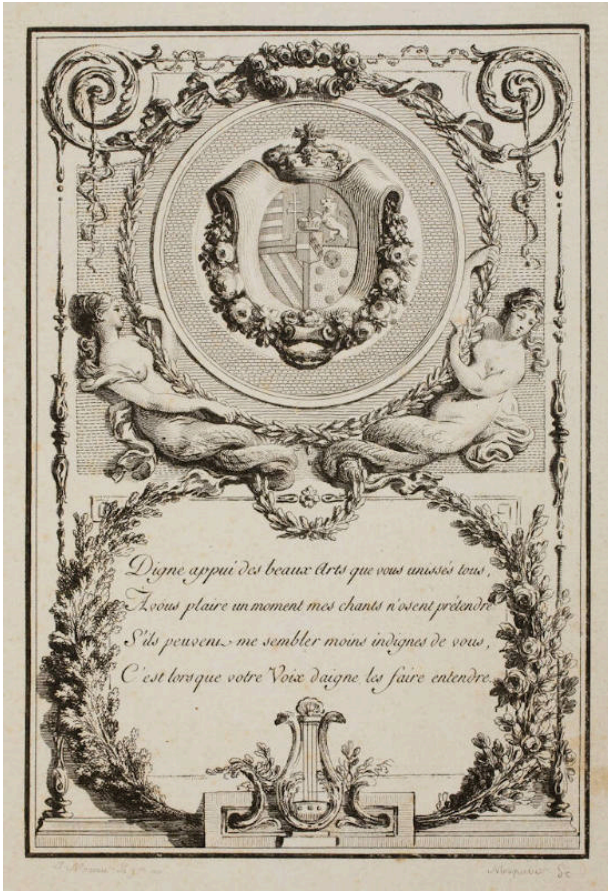 Digne appui des beaux Arts que vous unissés tous,
A vous plaire un moment mes chants n'osent prétendre
S'ils peuvent me sembler moins indignes de vous,
C'est lorsque votre Voix daigne les faire entendre.